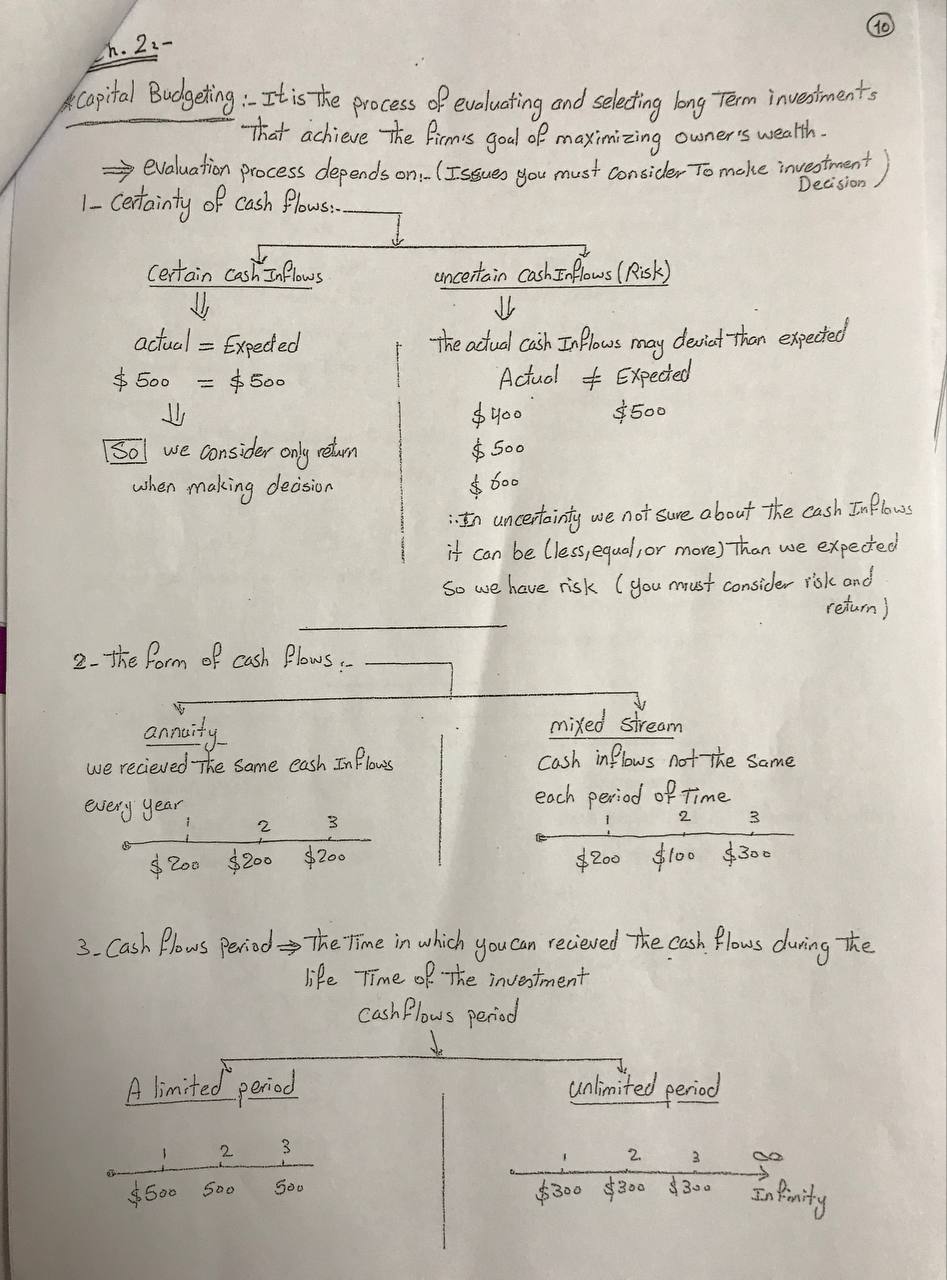 10
h. 2:-
*Capital Budgeting :- It is The process of evaluating and selecting long Term investments
That achieve The firm's goal of maximizing owner's wealth.
⇒ evaluation process depends on:- (Issues you must Consider To make investment Decision)
1- Certainty of cash flows:-
Certain Cash Inflows
uncertain Cash Inflows (Risk)
actual = Expected
$500 = $500
So we consider only return
when making decision
The actual cash Inflows may deviat Than expected
Actual ≠ Expected
$400 $500
$500
$600
∴ In uncertainty we not sure about The cash Inflows
it can be (less, equal, or more) Than we expected
So we have risk (you must consider risk and
return)
2- The form of cash flows :-
annuity
we recieved The same cash Inflows
every year
1 2 3
$200 $200 $200
mixed stream
Cash inflows not The same
each period of Time
1 2 3
$200 $100 $300
3- Cash flows period ⇒ The Time in which you can recieved The cash flows during The
life Time of The investment
Cashflows period
A limited period
unlimited period
1 2 3
$500 500 500
1 2 3 ∞
$300 $300 $300 Infinity